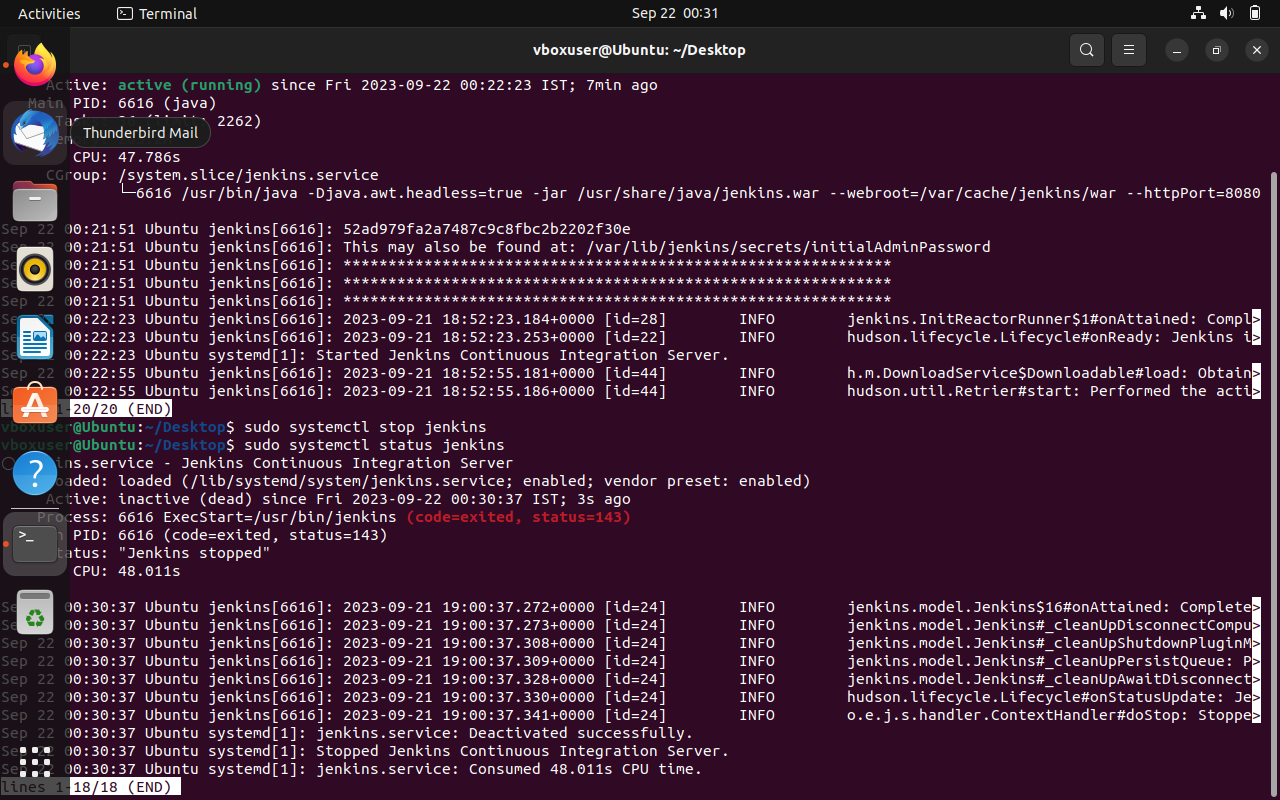 Activities Terminal Sep 22 00:31
vboxuser@Ubuntu: ~/Desktop
Active: active (running) since Fri 2023-09-22 00:22:23 IST; 7min ago
Main PID: 6616 (java)
2262)
Thunderbird Mail
CPU: 47.786s
CGroup: /system.slice/jenkins.service
└─6616 /usr/bin/java -Djava.awt.headless=true -jar /usr/share/java/jenkins.war --webroot=/var/cache/jenkins/war --httpPort=8080
Sep 22 00:21:51 Ubuntu jenkins[6616]: 52ad979fa2a7487c9c8fbc2b2202f30e
Sep 22 00:21:51 Ubuntu jenkins[6616]: This may also be found at: /var/lib/jenkins/secrets/initialAdminPassword
Sep 22 00:21:51 Ubuntu jenkins[6616]: *************************************************************
Sep 22 00:21:51 Ubuntu jenkins[6616]: *************************************************************
Sep 22 00:21:51 Ubuntu jenkins[6616]: *************************************************************
Sep 22 00:22:23 Ubuntu jenkins[6616]: 2023-09-21 18:52:23.184+0000 [id=28] INFO jenkins.InitReactorRunner$1#onAttained: Compl>
Sep 22 00:22:23 Ubuntu jenkins[6616]: 2023-09-21 18:52:23.253+0000 [id=22] INFO hudson.lifecycle.Lifecycle#onReady: Jenkins i>
Sep 22 00:22:23 Ubuntu systemd[1]: Started Jenkins Continuous Integration Server.
Sep 22 00:22:55 Ubuntu jenkins[6616]: 2023-09-21 18:52:55.181+0000 [id=44] INFO h.m.DownloadService$Downloadable#load: Obtain>
Sep 22 00:22:55 Ubuntu jenkins[6616]: 2023-09-21 18:52:55.186+0000 [id=44] INFO hudson.util.Retrier#start: Performed the acti>
1-20/20 (END)
vboxuser@Ubuntu:~/Desktop$ sudo systemctl stop jenkins
vboxuser@Ubuntu:~/Desktop$ sudo systemctl status jenkins
ins.service - Jenkins Continuous Integration Server
aded: loaded (/lib/systemd/system/jenkins.service; enabled; vendor preset: enabled)
Active: inactive (dead) since Fri 2023-09-22 00:30:37 IST; 3s ago
Process: 6616 ExecStart=/usr/bin/jenkins (code=exited, status=143)
PID: 6616 (code=exited, status=143)
tatus: "Jenkins stopped"
CPU: 48.011s
Sep 22 00:30:37 Ubuntu jenkins[6616]: 2023-09-21 19:00:37.272+0000 [id=24] INFO jenkins.model.Jenkins$16#onAttained: Complete>
Sep 22 00:30:37 Ubuntu jenkins[6616]: 2023-09-21 19:00:37.273+0000 [id=24] INFO jenkins.model.Jenkins#_cleanUpDisconnectCompu>
Sep 22 00:30:37 Ubuntu jenkins[6616]: 2023-09-21 19:00:37.308+0000 [id=24] INFO jenkins.model.Jenkins#_cleanUpShutdownPluginM>
Sep 22 00:30:37 Ubuntu jenkins[6616]: 2023-09-21 19:00:37.309+0000 [id=24] INFO jenkins.model.Jenkins#_cleanUpPersistQueue: P>
Sep 22 00:30:37 Ubuntu jenkins[6616]: 2023-09-21 19:00:37.328+0000 [id=24] INFO jenkins.model.Jenkins#_cleanUpAwaitDisconnect>
Sep 22 00:30:37 Ubuntu jenkins[6616]: 2023-09-21 19:00:37.330+0000 [id=24] INFO hudson.lifecycle.Lifecycle#onStatusUpdate: Je>
Sep 22 00:30:37 Ubuntu jenkins[6616]: 2023-09-21 19:00:37.341+0000 [id=24] INFO o.e.j.s.handler.ContextHandler#doStop: Stoppe>
Sep 22 00:30:37 Ubuntu systemd[1]: jenkins.service: Deactivated successfully.
Sep 22 00:30:37 Ubuntu systemd[1]: Stopped Jenkins Continuous Integration Server.
Sep 22 00:30:37 Ubuntu systemd[1]: jenkins.service: Consumed 48.011s CPU time.
lines 1-18/18 (END)